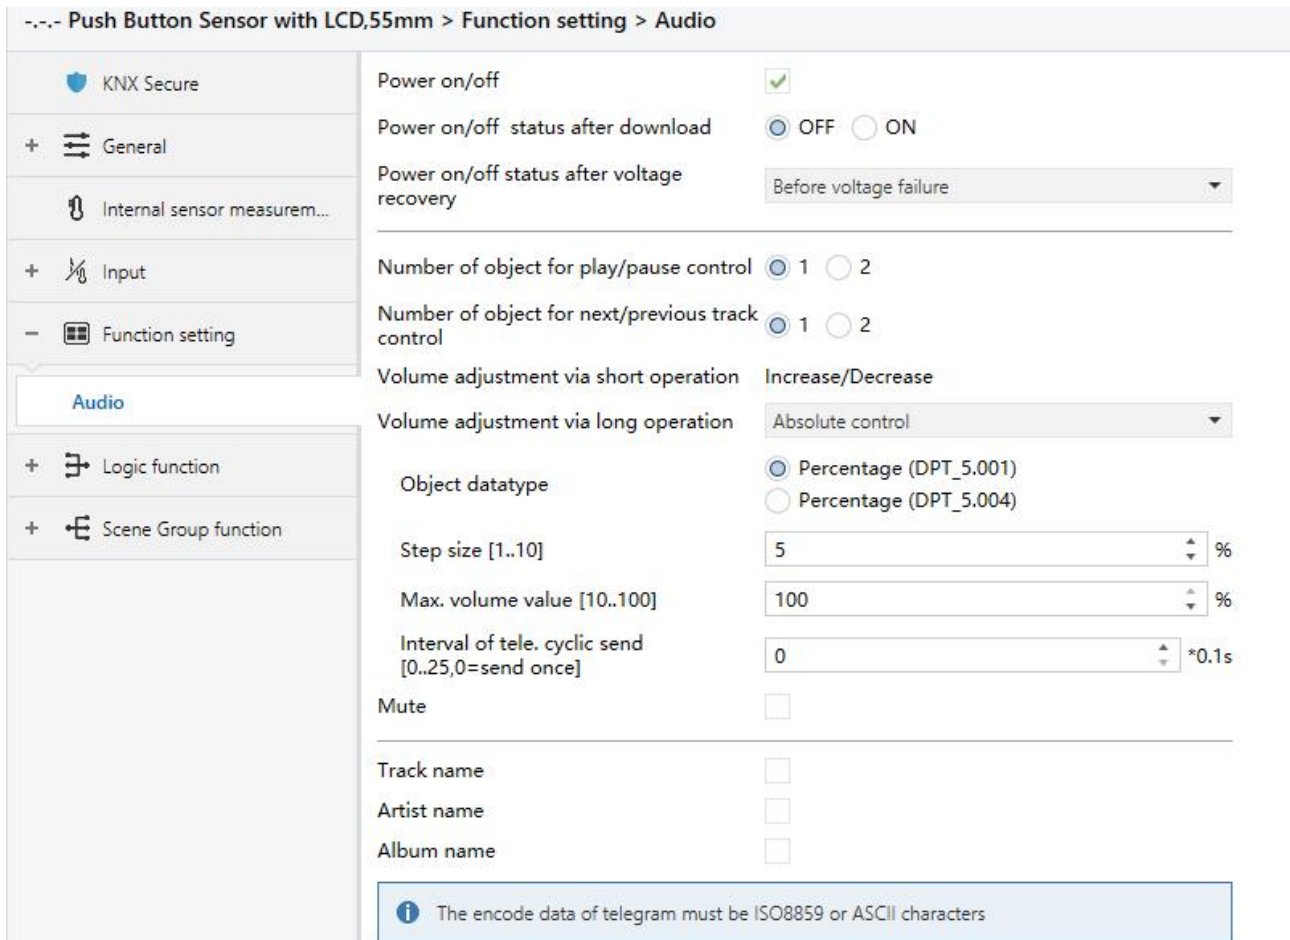 -.-.- Push Button Sensor with LCD,55mm > Function setting > Audio
KNX Secure
+ General
Internal sensor measurem...
+ Input
− Function setting
Audio
+ Logic function
+ Scene Group function
Power on/off
Power on/off status after download OFF ON
Power on/off status after voltage
recovery
Before voltage failure
Number of object for play/pause control 1 2
Number of object for next/previous track
control
1 2
Volume adjustment via short operation Increase/Decrease
Volume adjustment via long operation Absolute control
Object datatype
Percentage (DPT_5.001)
Percentage (DPT_5.004)
Step size [1..10] 5 %
Max. volume value [10..100] 100 %
Interval of tele. cyclic send
[0..25,0=send once]
0 *0.1s
Mute
Track name
Artist name
Album name
The encode data of telegram must be ISO8859 or ASCII characters